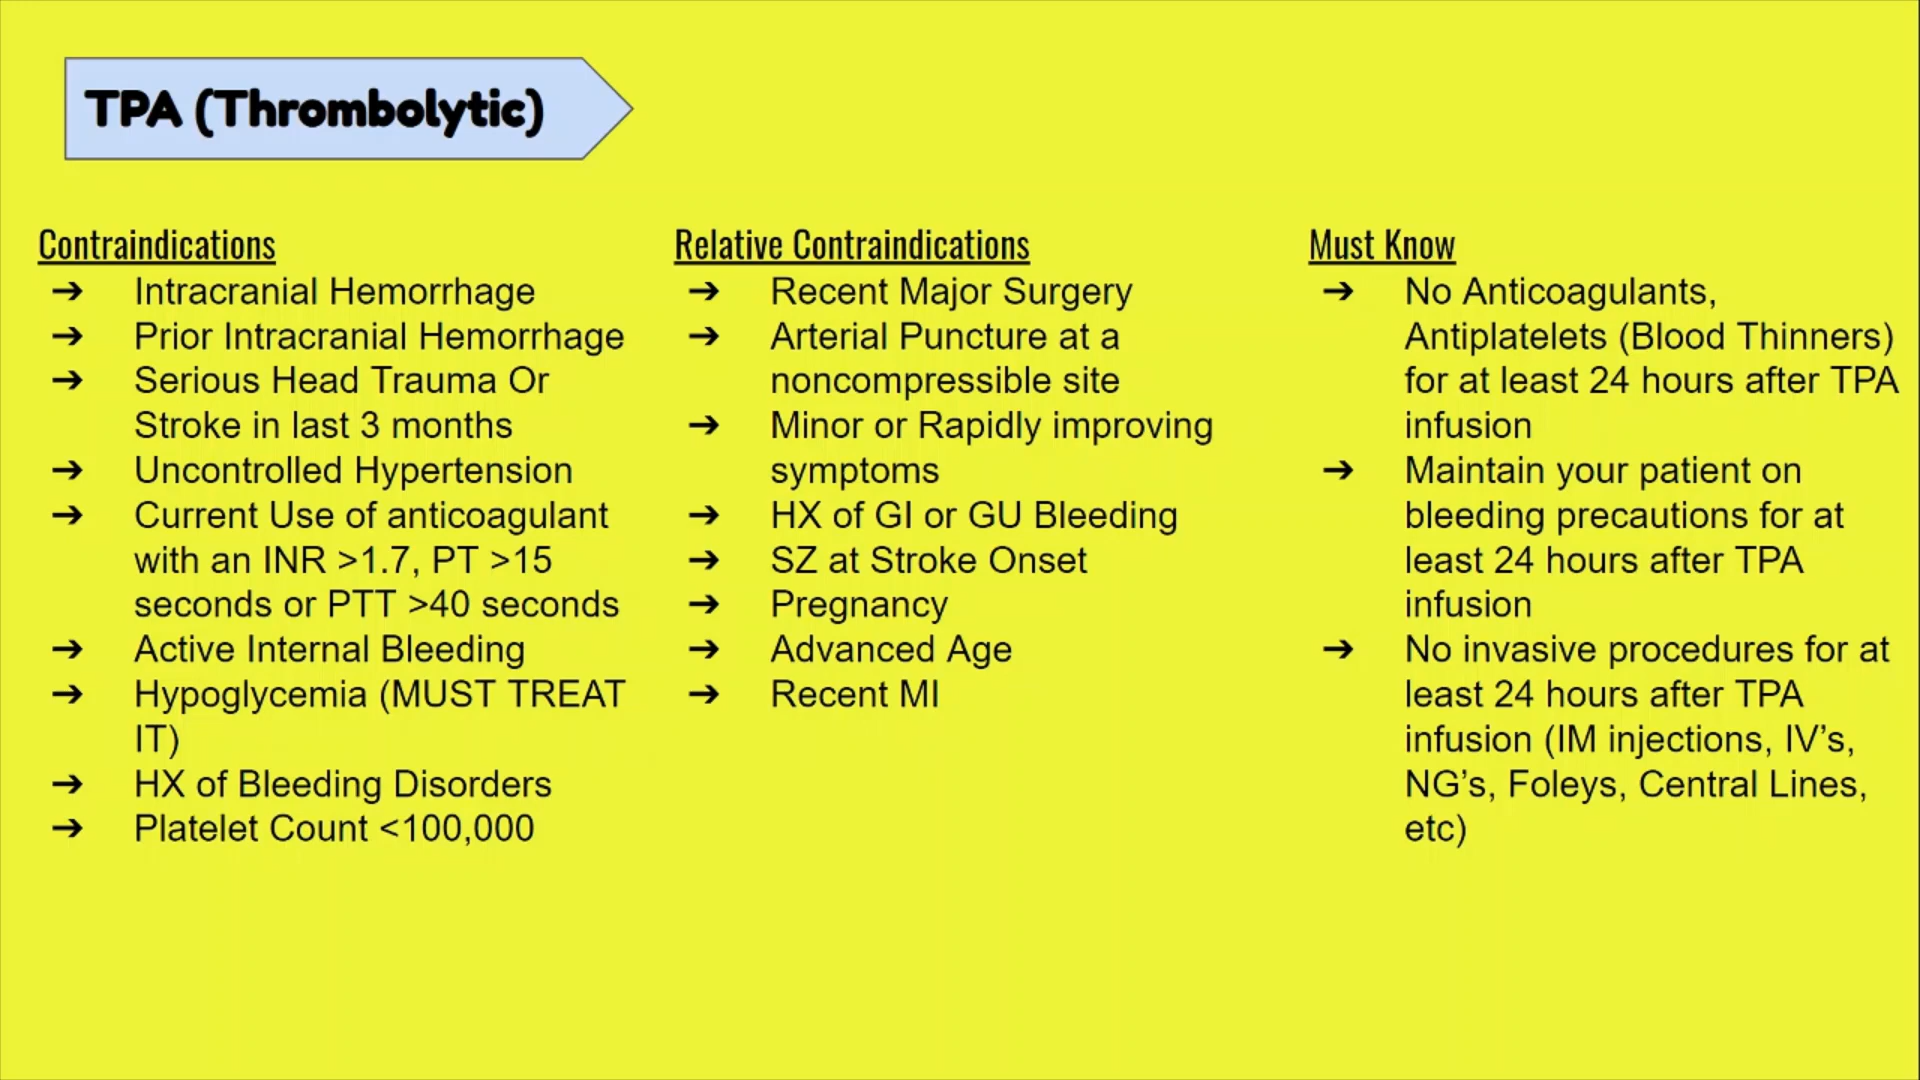 TPA (Thrombolytic)
Contraindications
➔ Intracranial Hemorrhage
➔ Prior Intracranial Hemorrhage
➔ Serious Head Trauma Or
Stroke in last 3 months
➔ Uncontrolled Hypertension
➔ Current Use of anticoagulant
with an INR >1.7, PT >15
seconds or PTT >40 seconds
➔ Active Internal Bleeding
➔ Hypoglycemia (MUST TREAT
IT)
➔ HX of Bleeding Disorders
➔ Platelet Count <100,000
Relative Contraindications
➔ Recent Major Surgery
➔ Arterial Puncture at a
noncompressible site
➔ Minor or Rapidly improving
symptoms
➔ HX of GI or GU Bleeding
➔ SZ at Stroke Onset
➔ Pregnancy
➔ Advanced Age
➔ Recent MI
Must Know
➔ No Anticoagulants,
Antiplatelets (Blood Thinners)
for at least 24 hours after TPA
infusion
➔ Maintain your patient on
bleeding precautions for at
least 24 hours after TPA
infusion
➔ No invasive procedures for at
least 24 hours after TPA
infusion (IM injections, IV’s,
NG’s, Foleys, Central Lines,
etc)